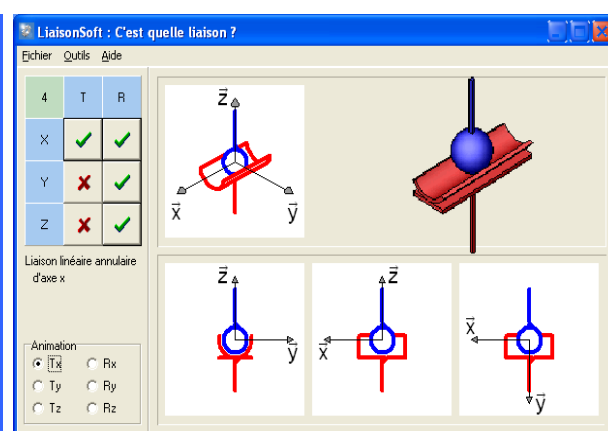 LiaisonSoft : C'est quelle liaison ?
Fichier Outils Aide
4 T R
X
Y
Z
Liaison linéaire annulaire
d'axe x
Animation
Tx Rx
Ty Ry
Tz Rz
z
x y
z z
y x x
y